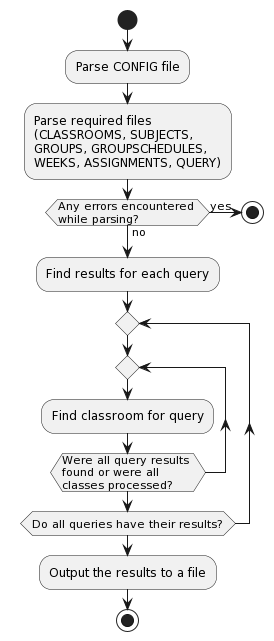 Parse CONFIG file
Parse required files
(CLASSROOMS, SUBJECTS,
GROUPS, GROUPSCHEDULES,
WEEKS, ASSIGNMENTS, QUERY)
Any errors encountered
while parsing?
yes
no
Find results for each query
Find classroom for query
Were all query results
found or were all
classes processed?
Do all queries have their results?
Output the results to a file